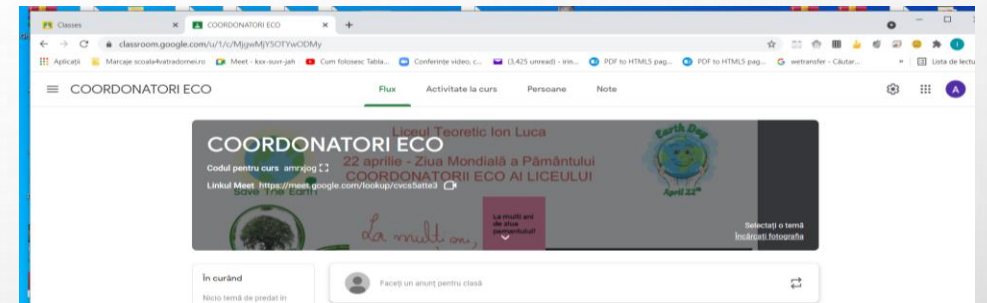 Classes
COORDONATORI ECO
classroom.google.com/u/1/c/MjgwMjY5OTYwODMy
Aplicații
Marcaje scoala4vatradornei.ro
Meet - kxx-suvr-jah
Cum folosesc Tabla...
Conferințe video, c...
(3,425 unread) - irin...
PDF to HTML5 pag...
PDF to HTML5 pag...
wetransfer - Căutar...
»
Lista de lectu
COORDONATORI ECO
Flux
Activitate la curs
Persoane
Note
A
Liceul Teoretic Ion Luca
COORDONATORI ECO
22 aprilie - Ziua Mondială a Pământului
Codul pentru curs amrxjog
COORDONATORII ECO AI LICEULUI
Linkul Meet https://meet.google.com/lookup/cvcs5atte3
Save The Earth
Earth Day
April 22nd
La multi ani,
La multi ani
de ziua
pamantului!
Selectați o temă
Încărcați fotografia
În curând
Nicio temă de predat în
Faceți un anunț pentru clasă